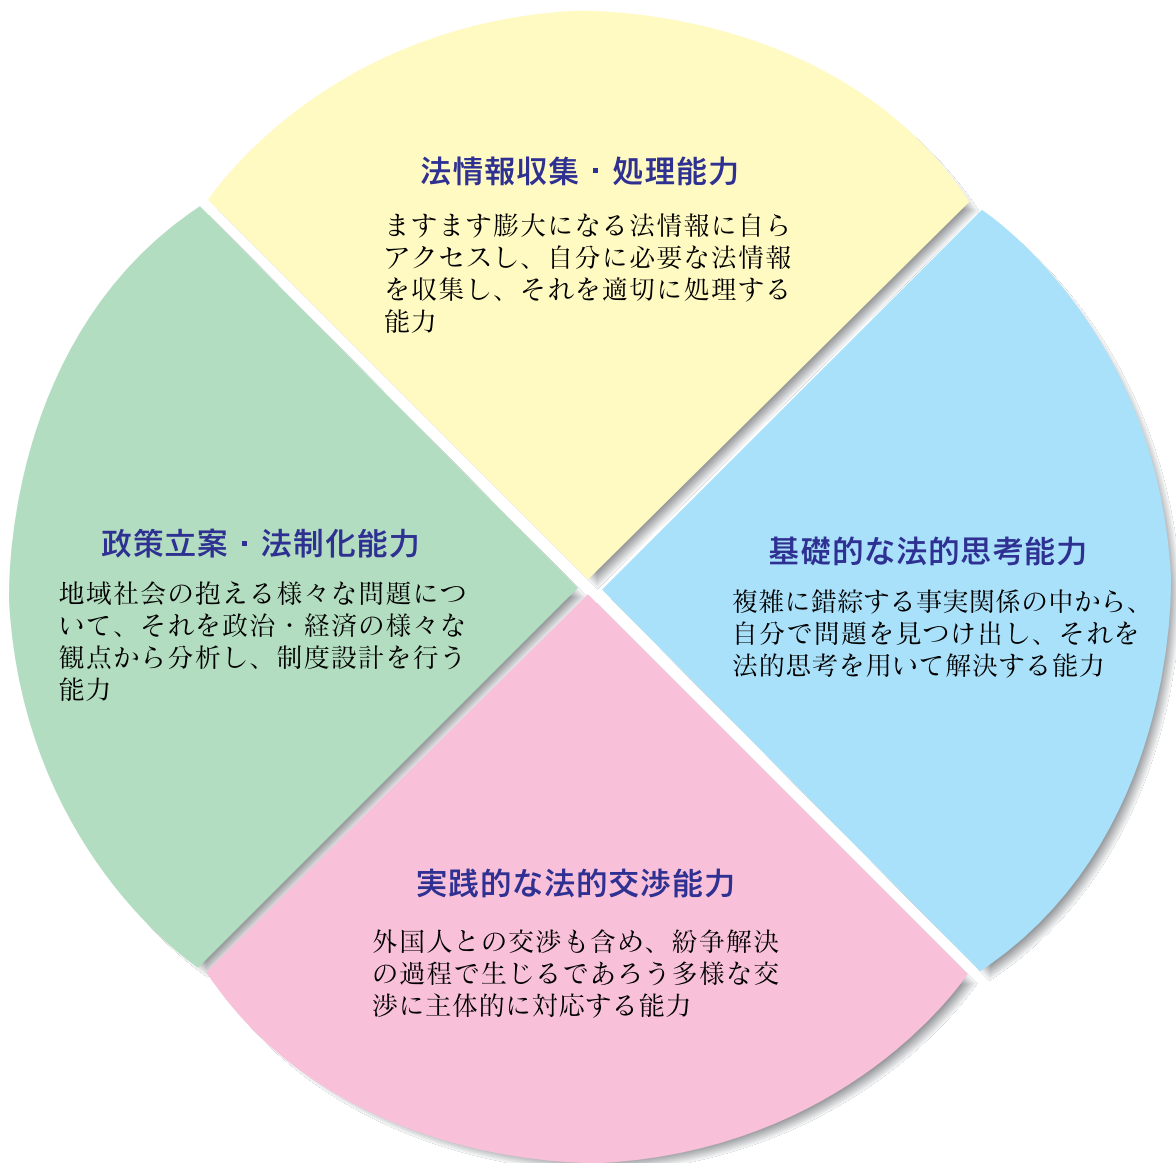 法情報収集・処理能力
ますます膨大になる法情報に自ら
アクセスし、自分に必要な法情報
を収集し、それを適切に処理する
能力
政策立案・法制化能力
地域社会の抱える様々な問題につ
いて、それを政治・経済の様々な
観点から分析し、制度設計を行う
能力
基礎的な法的思考能力
複雑に錯綜する事実関係の中から、
自分で問題を見つけ出し、それを
法的思考を用いて解決する能力
実践的な法的交渉能力
外国人との交渉も含め、紛争解決
の過程で生じるであろう多様な交
渉に主体的に対応する能力